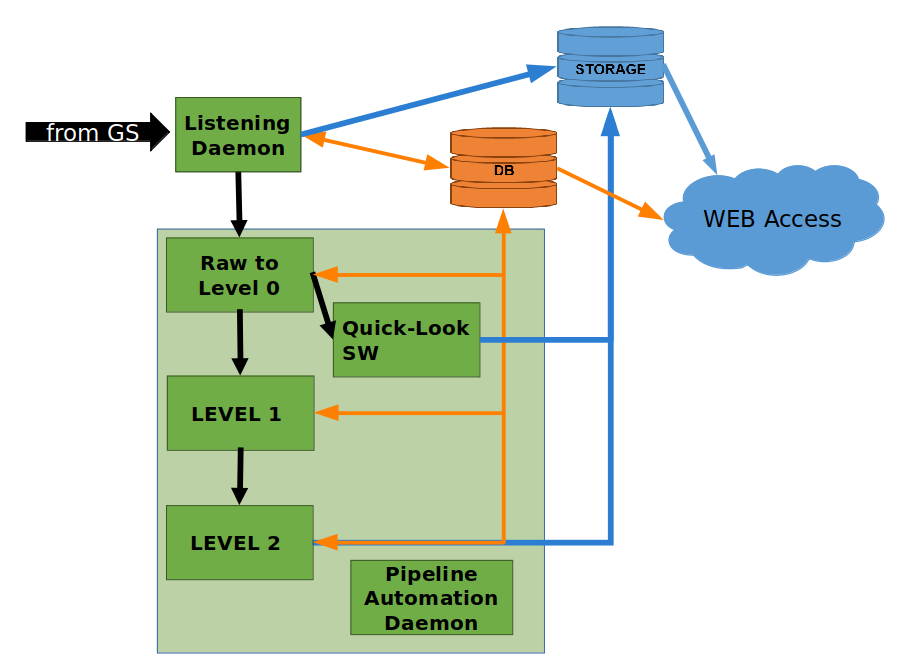 STORAGE
from GS
Listening
Daemon
DB
WEB Access
Raw to
Level 0
Quick-Look
SW
LEVEL 1
LEVEL 2
Pipeline
Automation
Daemon